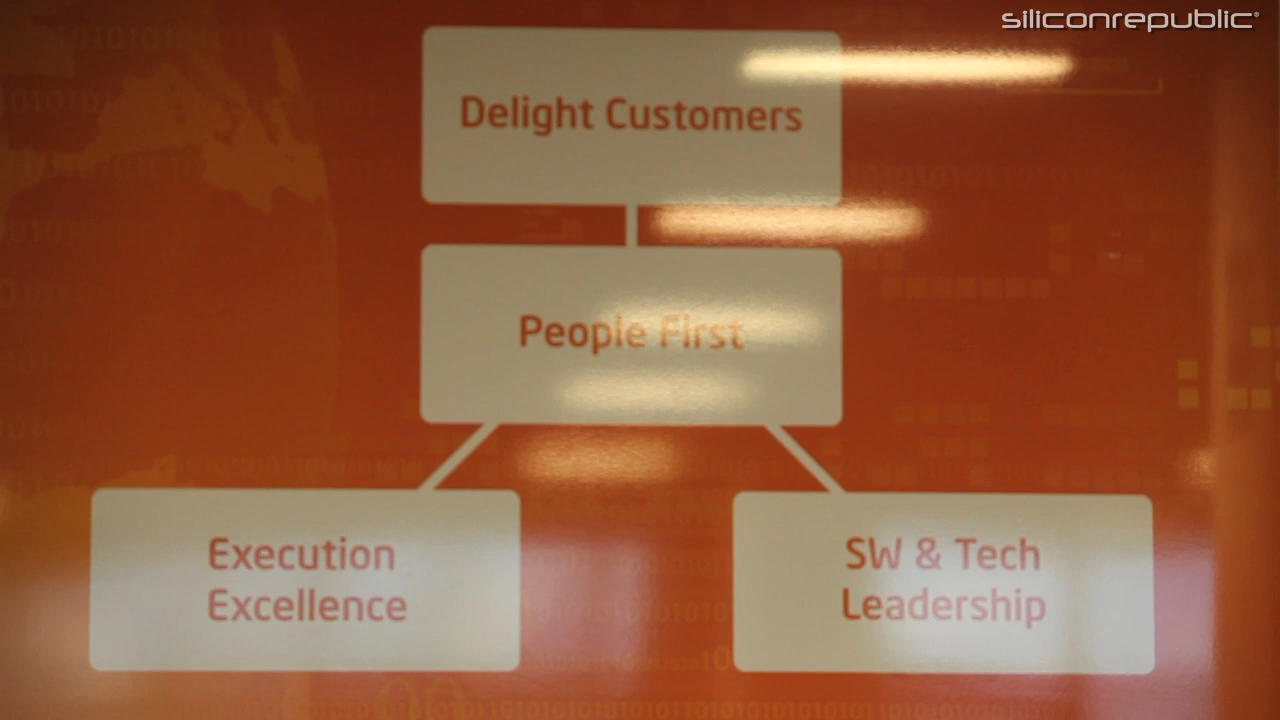 siliconrepublic
Delight Customers
People First
Execution
Excellence
SW & Tech
Leadership